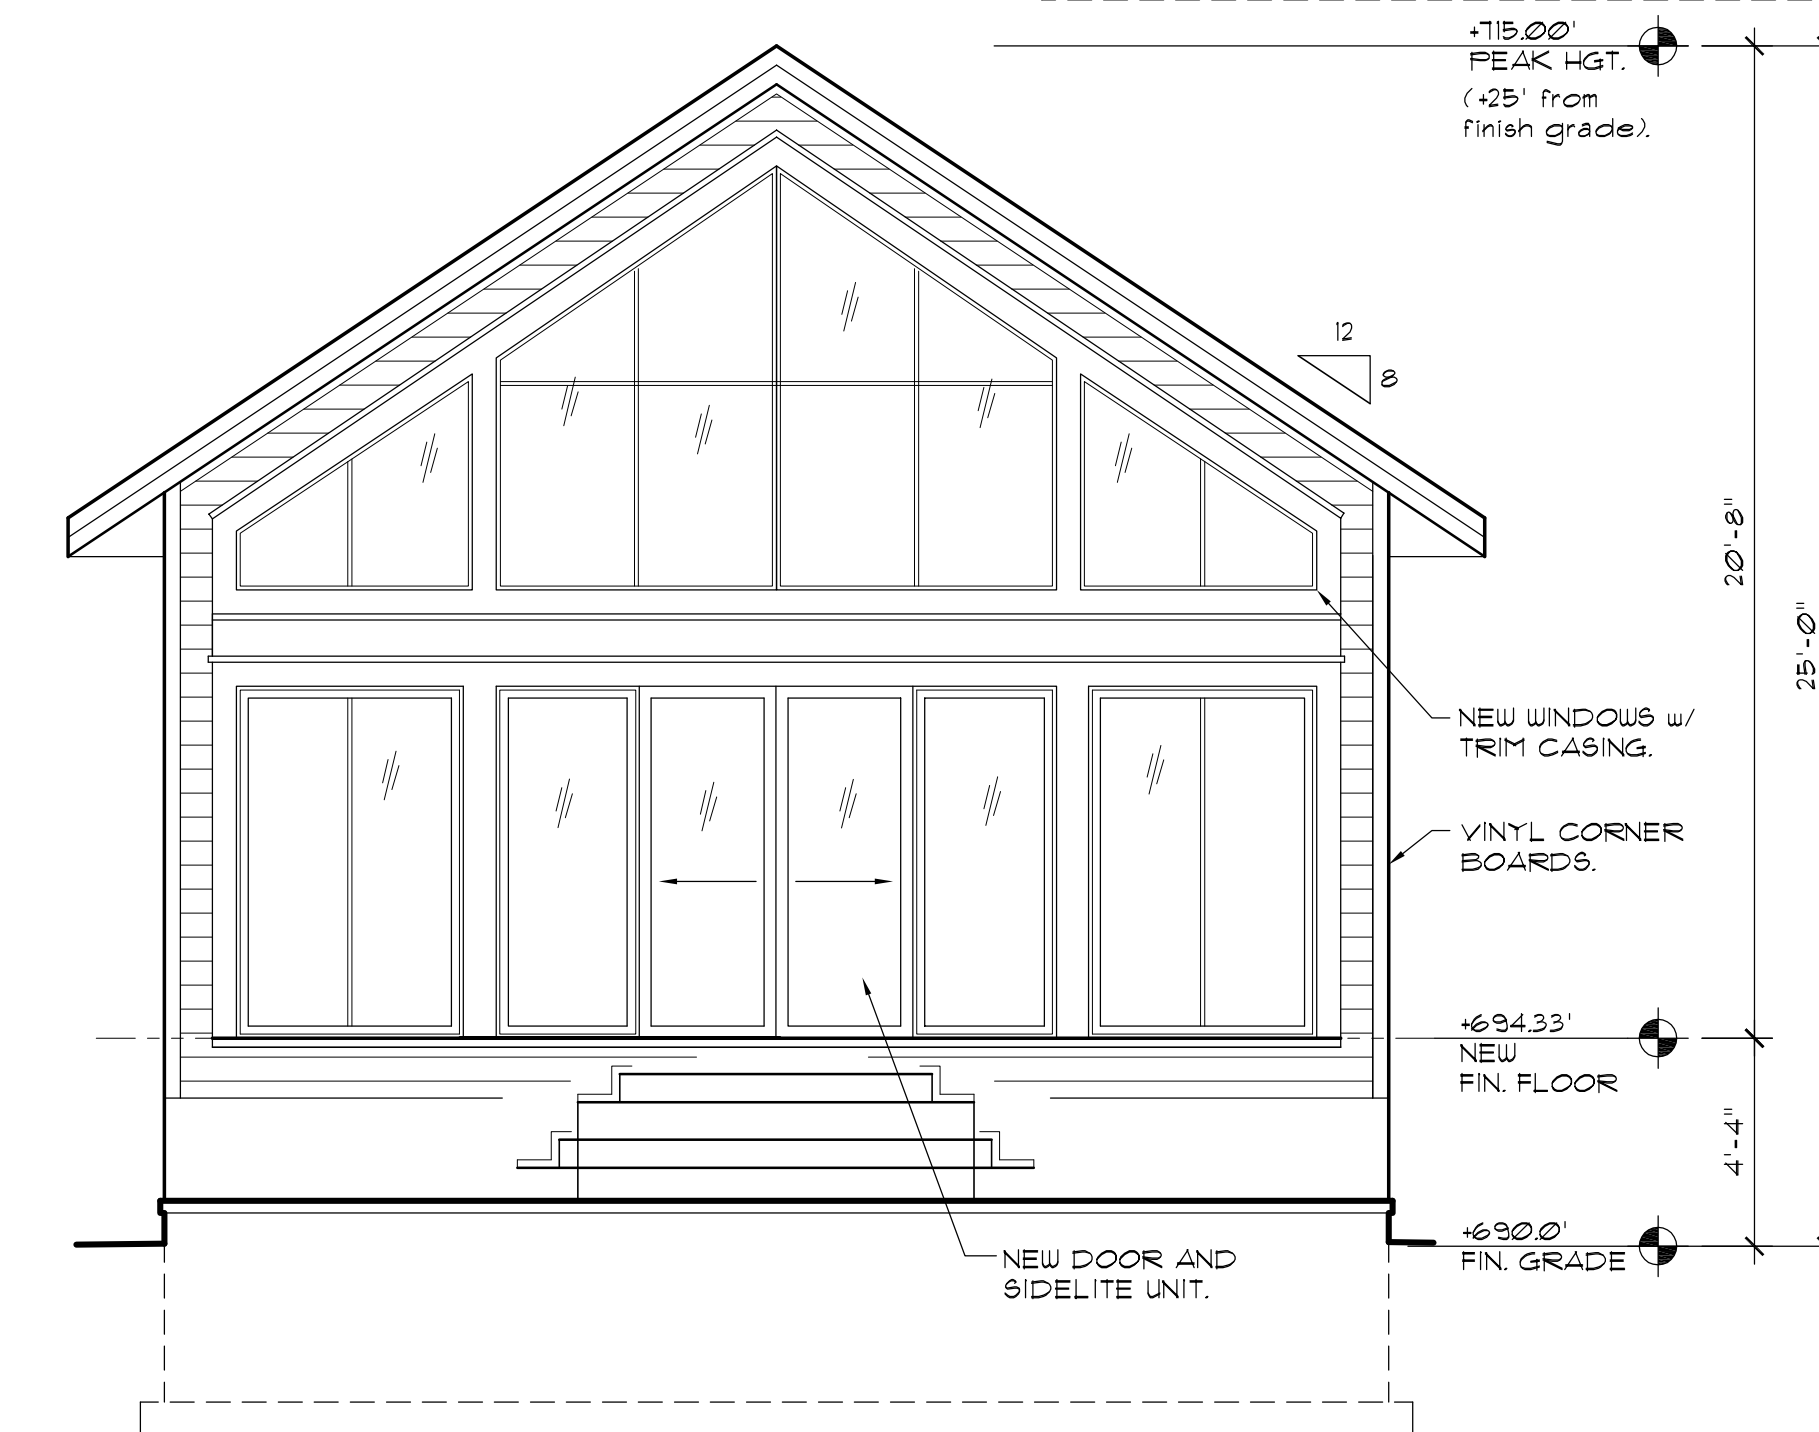 +715.00'
PEAK HGT.
(+25' from
finish grade).
12
8
20'-8"
25'-0"
NEW WINDOWS w/
TRIM CASING.
VINYL CORNER
BOARDS.
+694.33'
NEW
FIN. FLOOR
4'-4"
+690.0'
FIN. GRADE
NEW DOOR AND
SIDELITE UNIT.